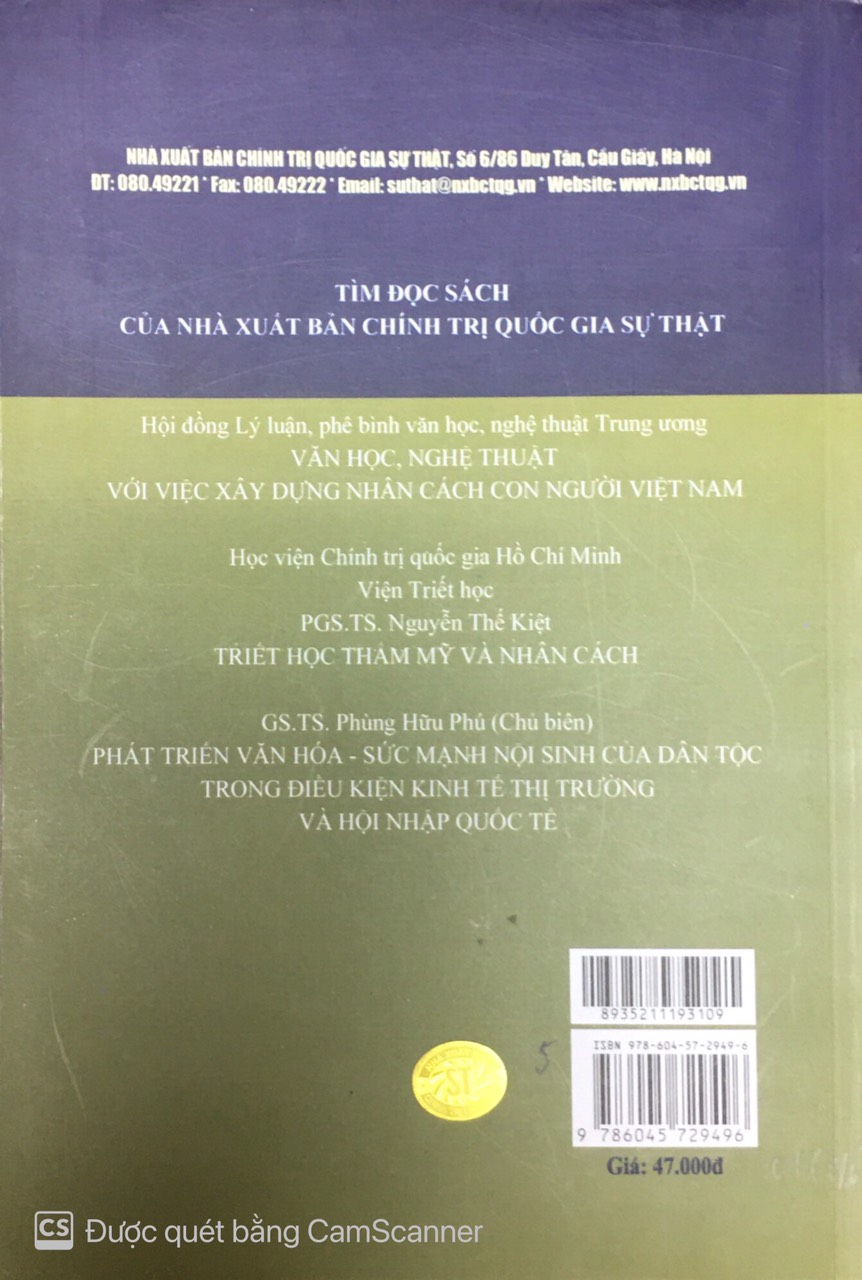 NHÀ XUẤT BẢN CHÍNH TRỊ QUỐC GIA SỰ THẬT, Số 6/86 Duy Tân, Cầu Giấy, Hà Nội
ĐT: 080.49221 * Fax: 080.49222 * Email: suthat@nxbctqg.vn * Website: www.nxbctqg.vn
TÌM ĐỌC SÁCH
CỦA NHÀ XUẤT BẢN CHÍNH TRỊ QUỐC GIA SỰ THẬT
Hội đồng Lý luận, phê bình văn học, nghệ thuật Trung ương
VĂN HỌC, NGHỆ THUẬT
VỚI VIỆC XÂY DỰNG NHÂN CÁCH CON NGƯỜI VIỆT NAM
Học viện Chính trị quốc gia Hồ Chí Minh
Viện Triết học
PGS.TS. Nguyễn Thế Kiệt
TRIẾT HỌC THẨM MỸ VÀ NHÂN CÁCH
GS.TS. Phùng Hữu Phú (Chủ biên)
PHÁT TRIỂN VĂN HÓA - SỨC MẠNH NỘI SINH CỦA DÂN TỘC
TRONG ĐIỀU KIỆN KINH TẾ THỊ TRƯỜNG
VÀ HỘI NHẬP QUỐC TẾ
8935211193109
ISBN 978-604-57-2949-6
5
ST
9 786045 729496
Giá: 47.000đ
CS Được quét bằng CamScanner